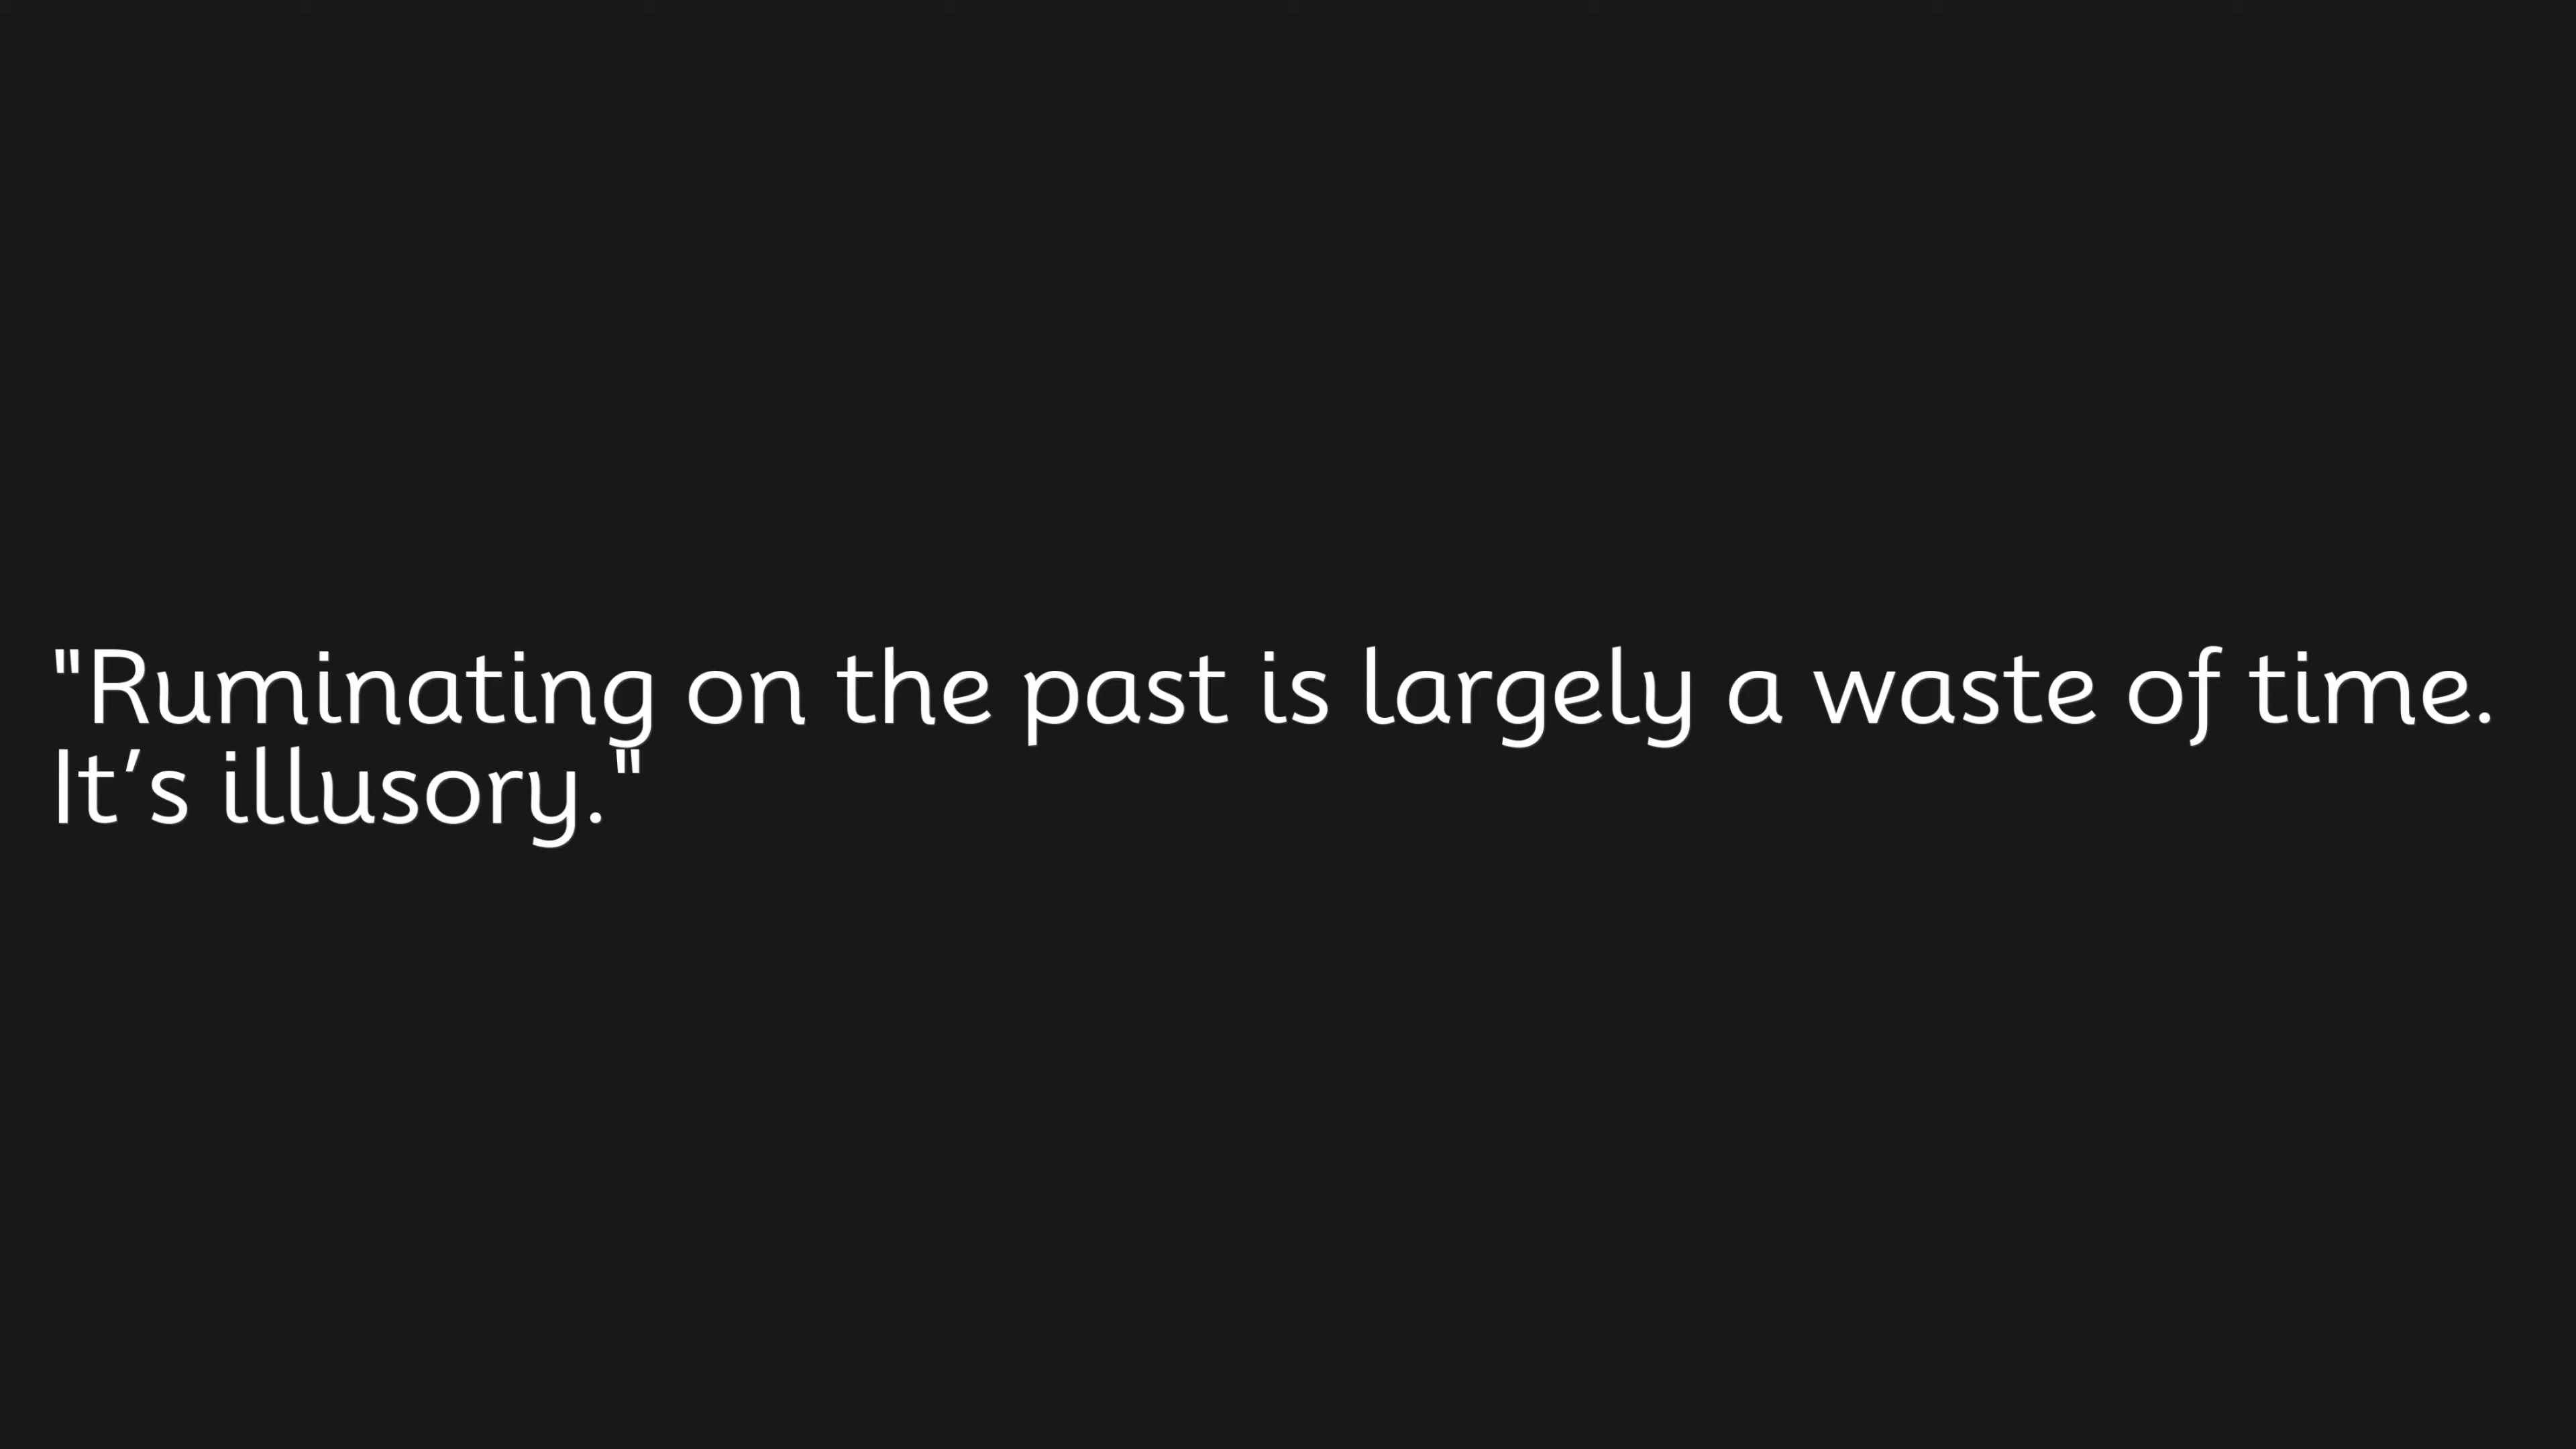 "Ruminating on the past is largely a waste of time.
It’s illusory."